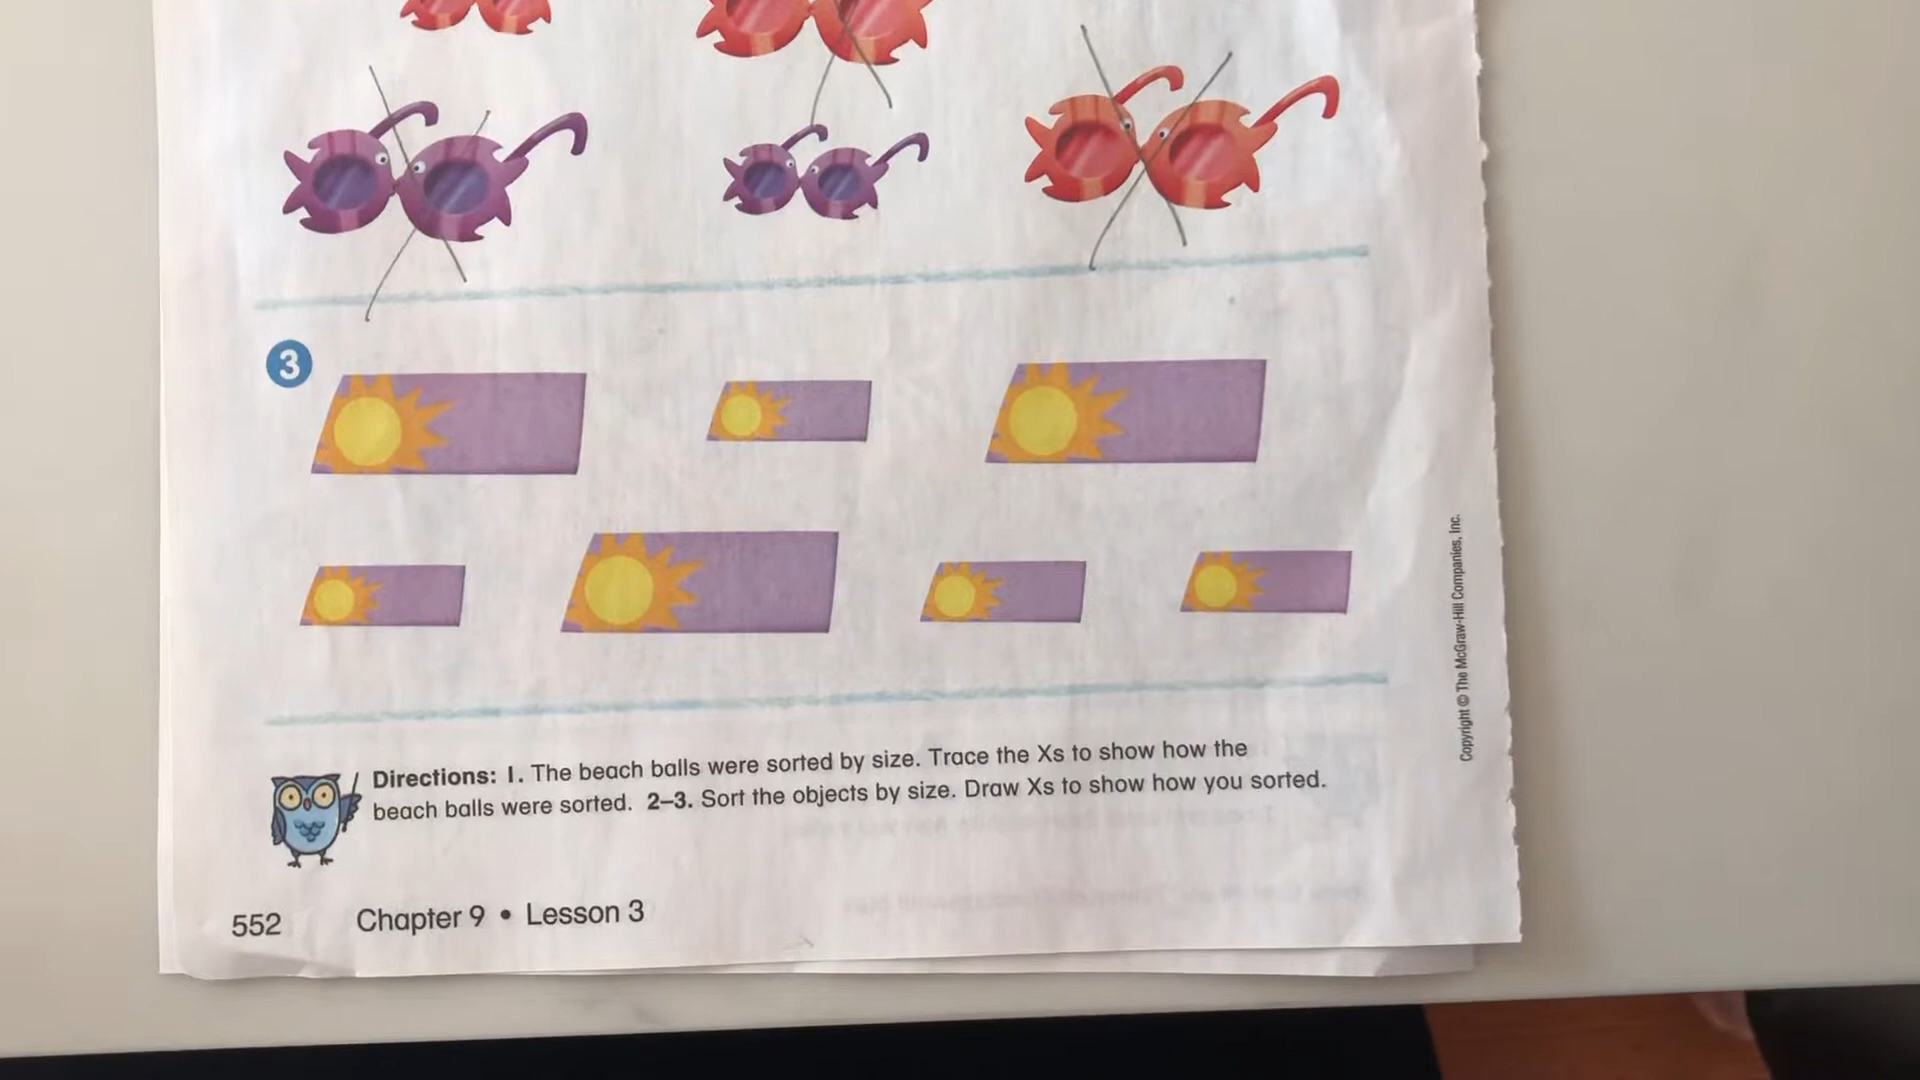 3
Directions: 1. The beach balls were sorted by size. Trace the Xs to show how the
beach balls were sorted. 2–3. Sort the objects by size. Draw Xs to show how you sorted.
552 Chapter 9 • Lesson 3
Copyright © The McGraw-Hill Companies, Inc.